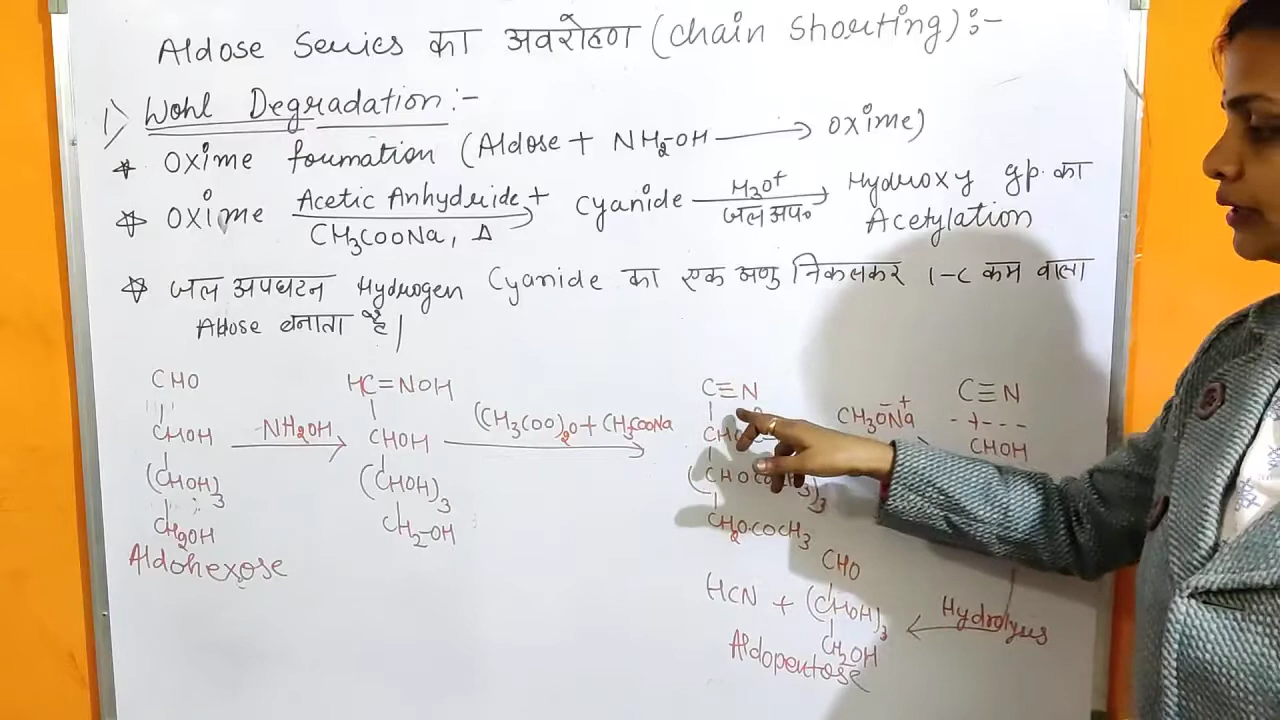 Aldose Series का अवरोहण (chain Shorting):-
1) Wohl Degradation:-
* Oxime formation (Aldose + NH2-OH → Oxime)
* Oxime Acetic Anhydride + CH3COONa, Δ → Cyanide H3O+ जल अप० → Hydroxy gp. का Acetylation
* जल अपघटन Hydrogen Cyanide का एक अणु निकलकर 1-C कम वाला
Aldose बनाता है|
CHO HC=NOH C≡N C≡N
CHOH NH2OH CHOH (CH3COO)2O + CH3COONa CH3ONa CHOH
(CHOH)3 (CHOH)3
CH2OH CH2-OH CH2O·COCH3
Aldohexose
CHO
HCN + (CHOH)3 Hydrolysis
CH2OH
Aldopentose